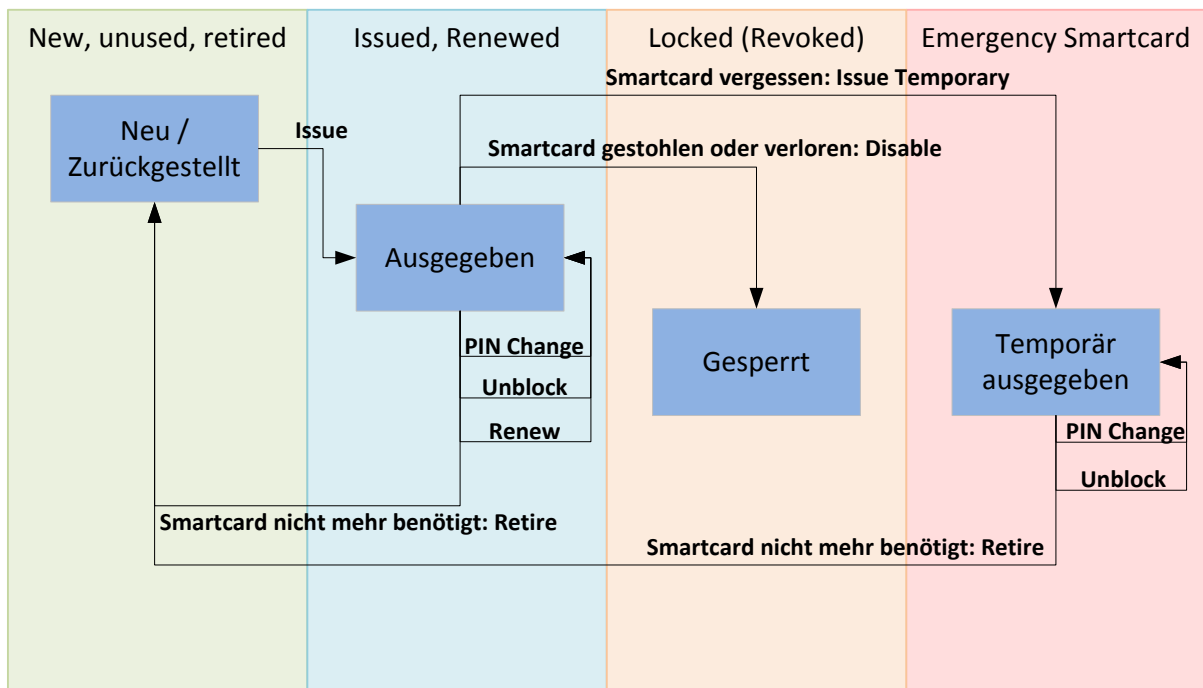 New, unused, retired
Issued, Renewed
Locked (Revoked)
Emergency Smartcard
Smartcard vergessen: Issue Temporary
Neu /
Zurückgestellt
Issue
Smartcard gestohlen oder verloren: Disable
Ausgegeben
PIN Change
Unblock
Renew
Gesperrt
Temporär
ausgegeben
PIN Change
Unblock
Smartcard nicht mehr benötigt: Retire
Smartcard nicht mehr benötigt: Retire